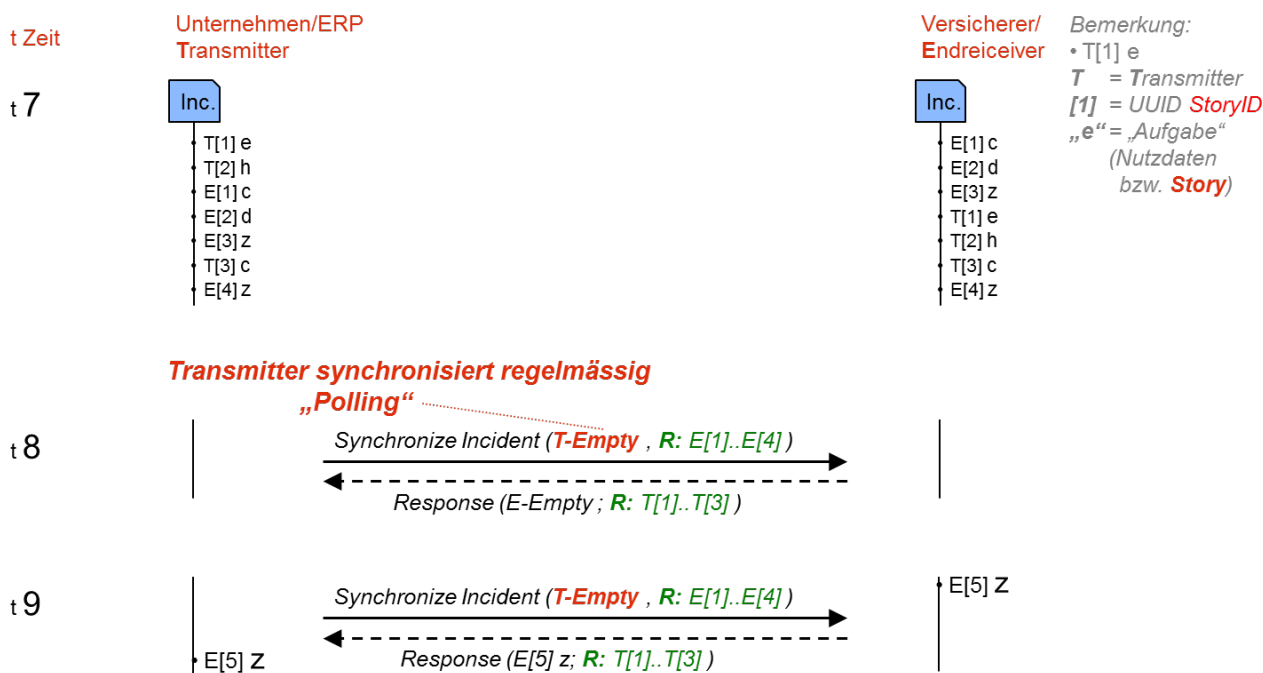 t Zeit
Unternehmen/ERP
Transmitter
Versicherer/
Endreiceiver
Bemerkung:
• T[1] e
T = Transmitter
[1] = UUID StoryID
„e“ = „Aufgabe“
(Nutzdaten
bzw. Story)
t 7
Inc.
T[1] e
T[2] h
E[1] c
E[2] d
E[3] z
T[3] c
E[4] z
Inc.
E[1] c
E[2] d
E[3] z
T[1] e
T[2] h
T[3] c
E[4] z
Transmitter synchronisiert regelmässig
„Polling“
t 8
Synchronize Incident (T-Empty , R: E[1]..E[4] )
Response (E-Empty ; R: T[1]..T[3] )
t 9
Synchronize Incident (T-Empty , R: E[1]..E[4] )
E[5] z
Response (E[5] z; R: T[1]..T[3] )
E[5] z